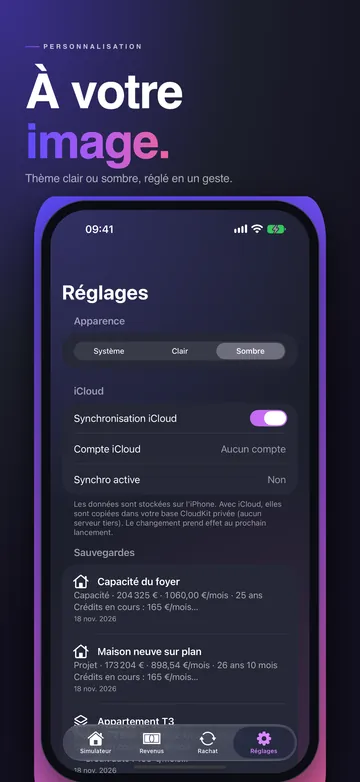 PERSONNALISATION
À votre
image.
Thème clair ou sombre, réglé en un geste.
09:41
Réglages
Apparence
Système Clair Sombre
iCloud
Synchronisation iCloud
Compte iCloud Aucun compte
Synchro active Non
Les données sont stockées sur l'iPhone. Avec iCloud, elles
sont copiées dans votre base CloudKit privée (aucun
serveur tiers). Le changement prend effet au prochain
lancement.
Sauvegardes
Capacité du foyer
Capacité · 204 325 € · 1 060,00 €/mois · 25 ans
Crédits en cours : 165 €/mois…
18 nov. 2026
Maison neuve sur plan
Projet · 173 204 € · 898,54 €/mois · 26 ans 10 mois
Crédits en cours : 165 €/mois…
18 nov. 2026
Appartement T3
Simulateur Revenus Rachat Réglages
18 nov. 2026